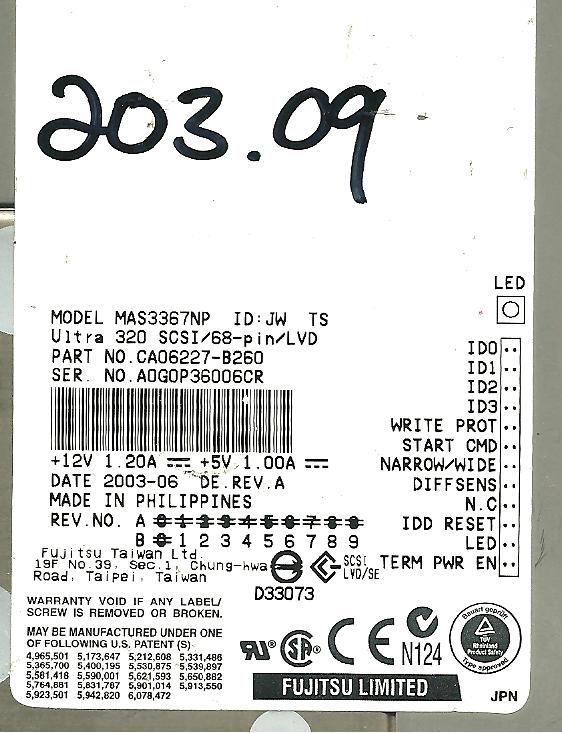 203.09
LED
MODEL MAS3367NP ID:JW TS
Ultra 320 SCSI/68-pin/LVD
PART NO.CA06227-B260
SER. NO.A0G0P36006CR
+12V 1.20A +5V 1.00A
DATE 2003-06 DE.REV.A
MADE IN PHILIPPINES
REV.NO. A 0 1 2 3 4 5 6 7 8 9
B 0 1 2 3 4 5 6 7 8 9
Fujitsu Taiwan Ltd.
19F No.39, Sec.1, Chung-hwa
Road, Taipei, Taiwan
ID0
ID1
ID2
ID3
WRITE PROT
START CMD
NARROW/WIDE
DIFFSENS
N.C
IDD RESET
LED
TERM PWR EN
SCSI
LVD/SE
D33073
WARRANTY VOID IF ANY LABEL/
SCREW IS REMOVED OR BROKEN.
MAY BE MANUFACTURED UNDER ONE
OF FOLLOWING U.S. PATENT (S)
4,965,501 5,173,647 5,212,608 5,331,486
5,365,700 5,400,195 5,530,875 5,539,897
5,581,418 5,590,001 5,621,593 5,650,882
5,764,881 5,831,787 5,901,014 5,913,550
5,923,501 5,942,820 6,078,472
CE
N124
Bauart geprüft
TÜV
Rheinland
Product Safety
Type approved
FUJITSU LIMITED
JPN